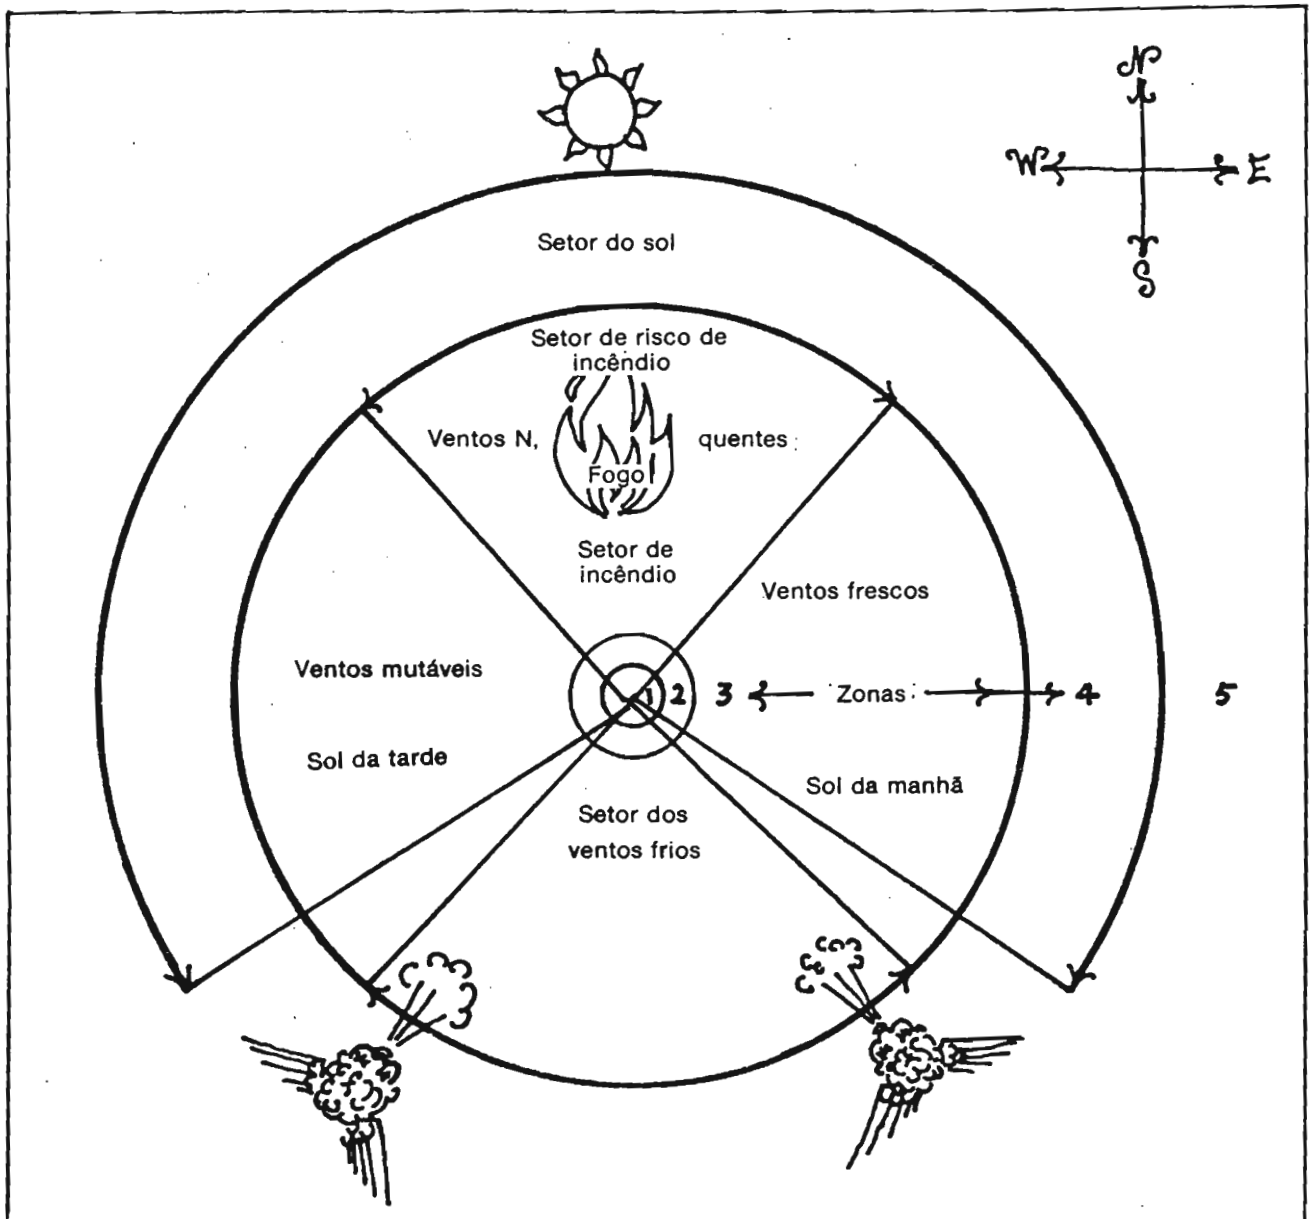 N
W E
S
Setor do sol
Setor de risco de
incêndio
Ventos N, quentes
Fogo
Setor de
incêndio
Ventos frescos
Ventos mutáveis
1 2 3 Zonas 4 5
Sol da tarde
Sol da manhã
Setor dos
ventos frios